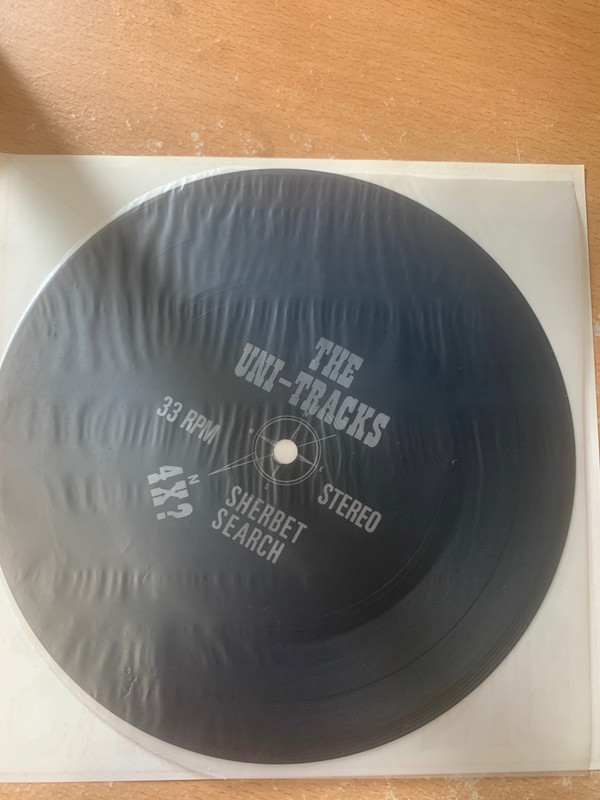 THE
UNI-TRACKS
33 RPM
N
4X?
STEREO
SHERBET
SEARCH